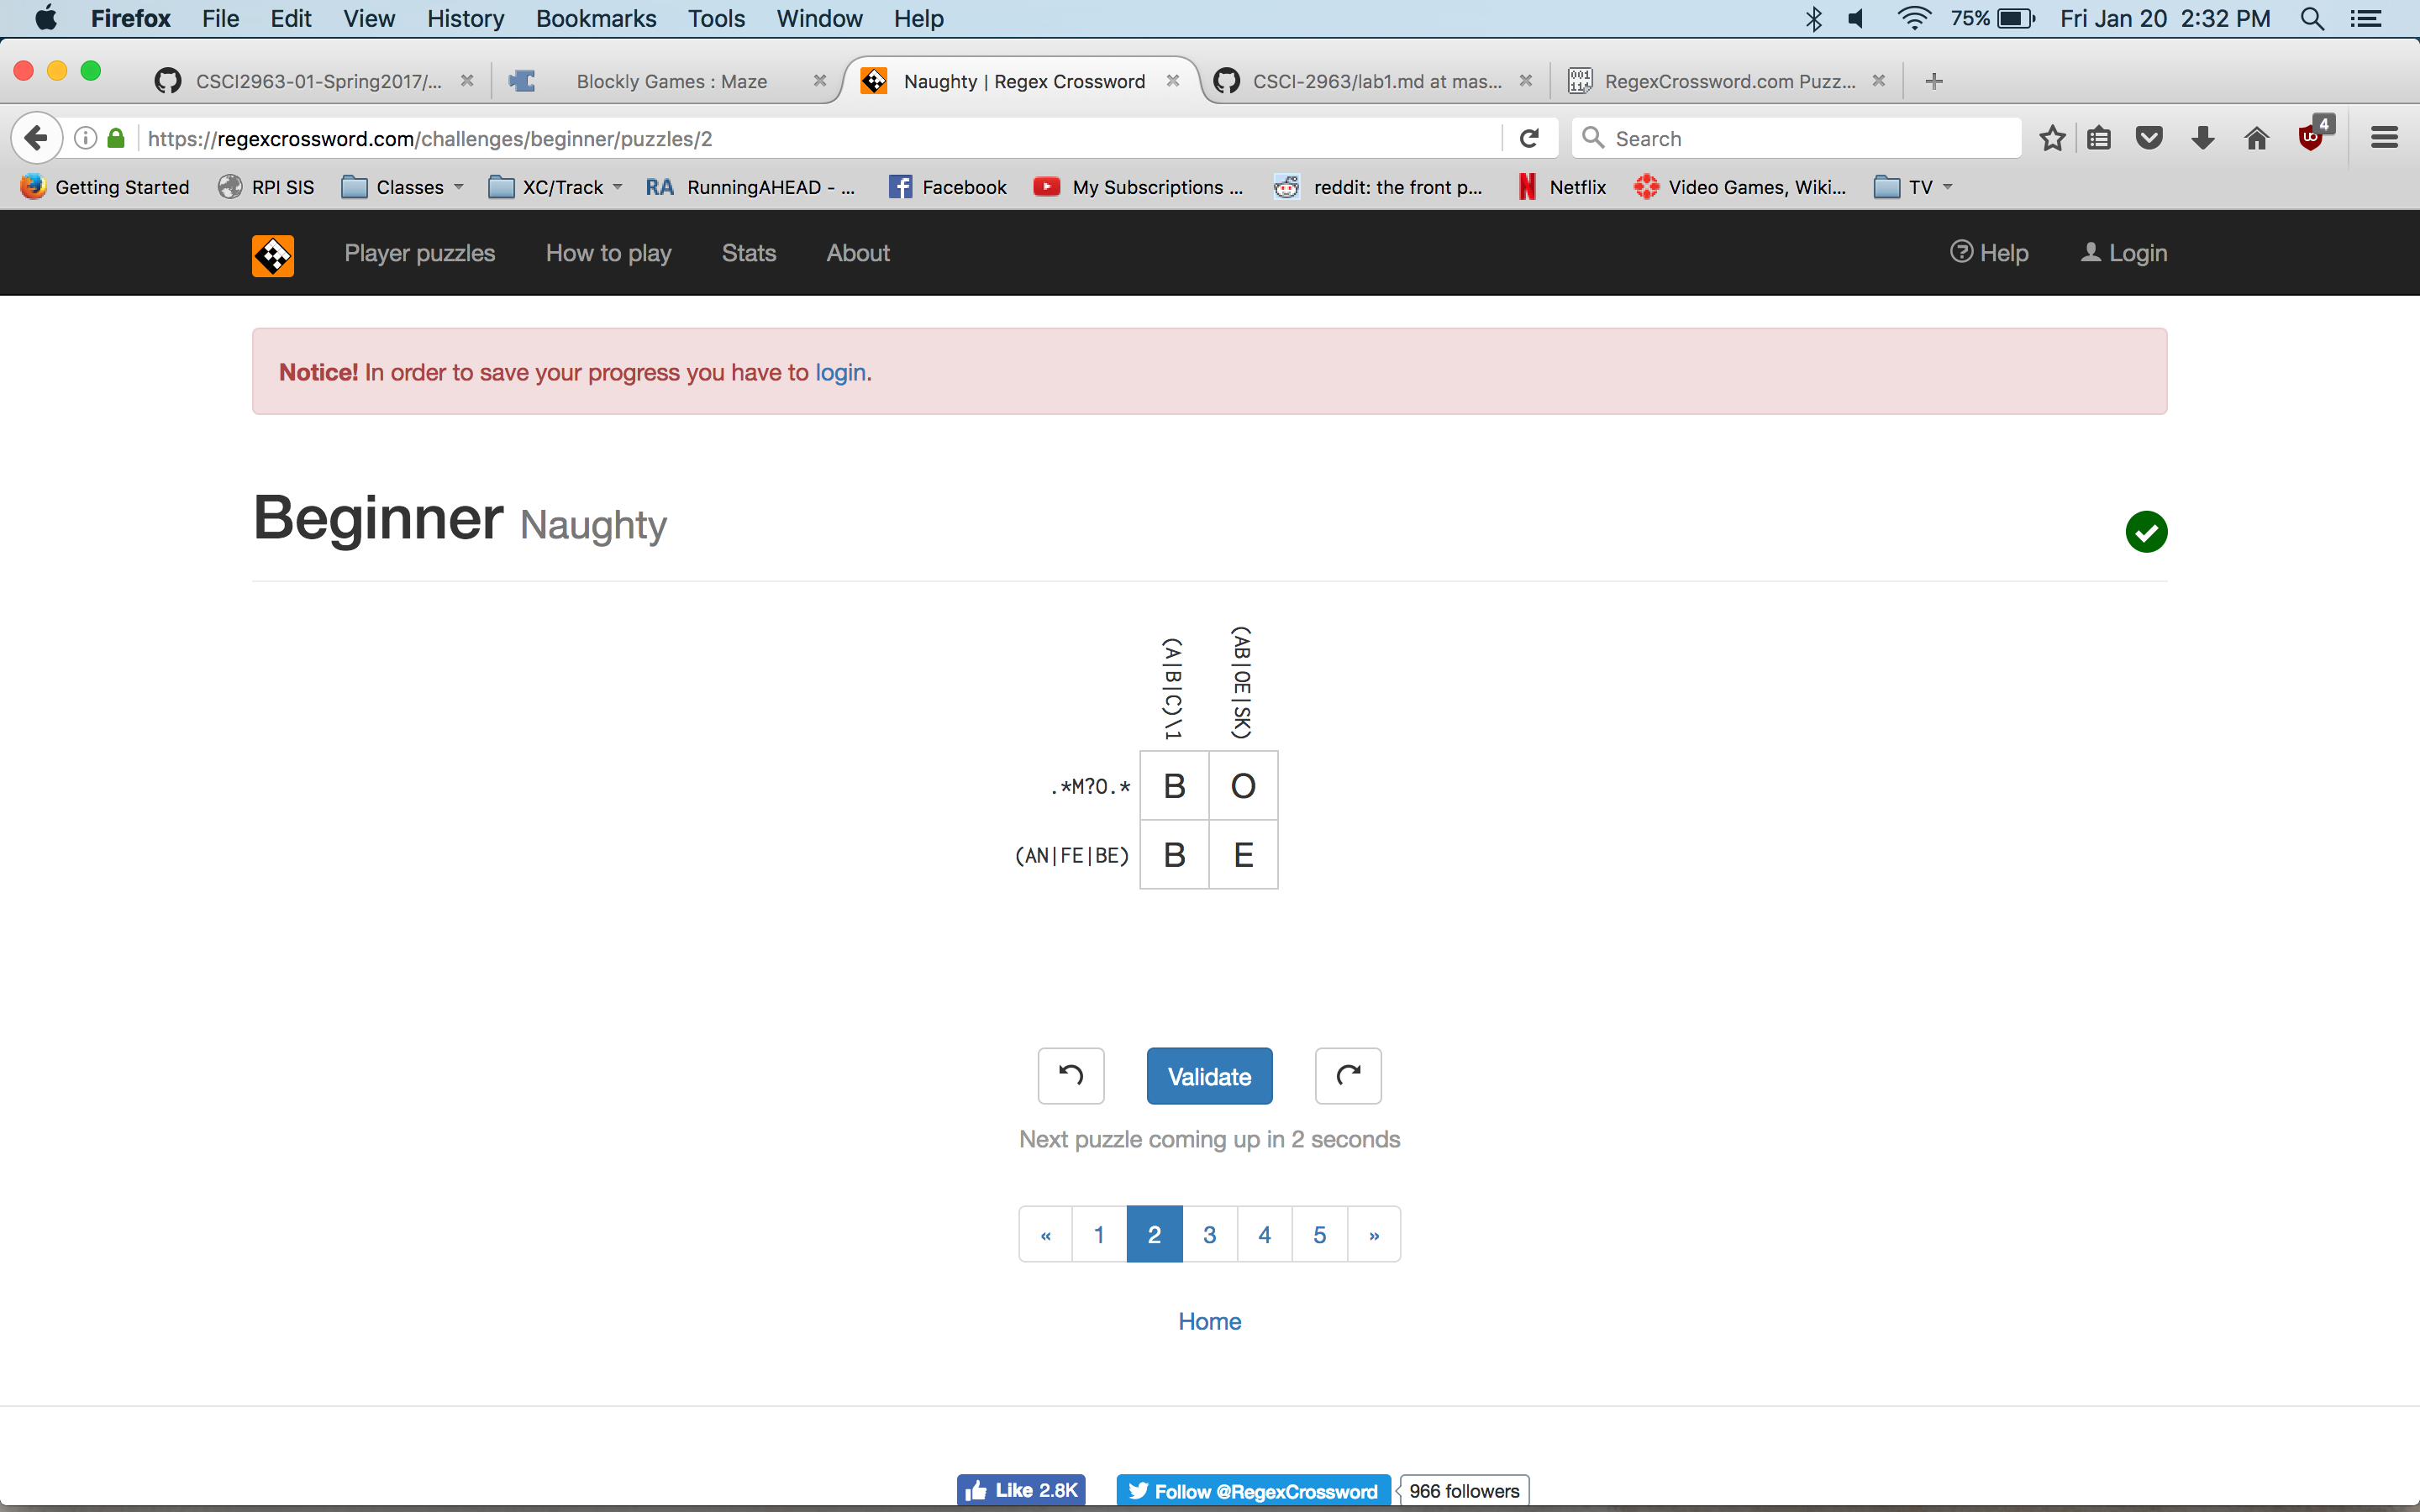 Firefox File Edit View History Bookmarks Tools Window Help 75% Fri Jan 20 2:32 PM
CSCI2963-01-Spring2017/... Blockly Games : Maze Naughty | Regex Crossword CSCI-2963/lab1.md at mas... RegexCrossword.com Puzz...
https://regexcrossword.com/challenges/beginner/puzzles/2 Search 4
Getting Started RPI SIS Classes XC/Track RA RunningAHEAD - ... Facebook My Subscriptions ... reddit: the front p... Netflix Video Games, Wiki... TV
Player puzzles How to play Stats About Help Login
Notice! In order to save your progress you have to login.
Beginner Naughty
(A|B|C)\1 (AB|OE|SK)
.*M?O.* B O
(AN|FE|BE) B E
Validate
Next puzzle coming up in 2 seconds
« 1 2 3 4 5 »
Home
Like 2.8K Follow @RegexCrossword 966 followers